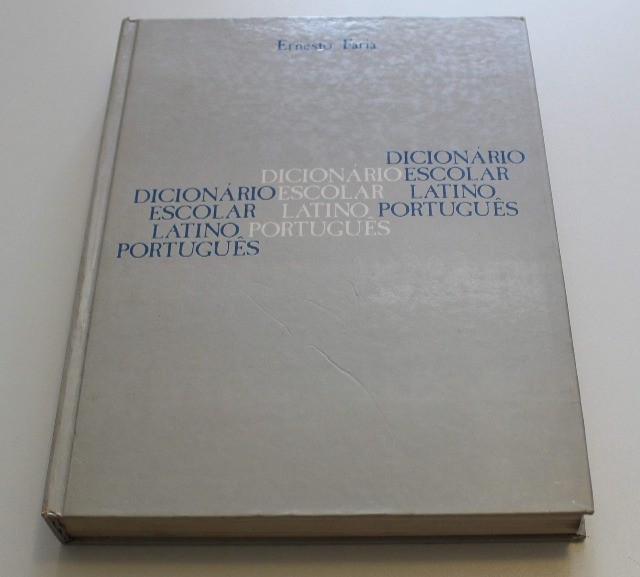 Ernesto Faria
DICIONÁRIO
ESCOLAR
LATINO
PORTUGUÊS
DICIONÁRIO
ESCOLAR
LATINO
PORTUGUÊS
DICIONÁRIO
ESCOLAR
LATINO
PORTUGUÊS